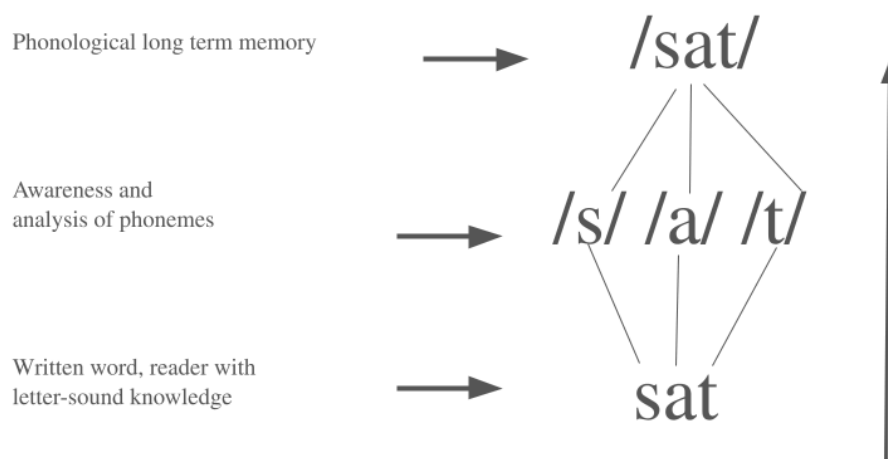 Phonological long term memory
/sat/
Awareness and
analysis of phonemes
/s/ /a/ /t/
Written word, reader with
letter-sound knowledge
sat